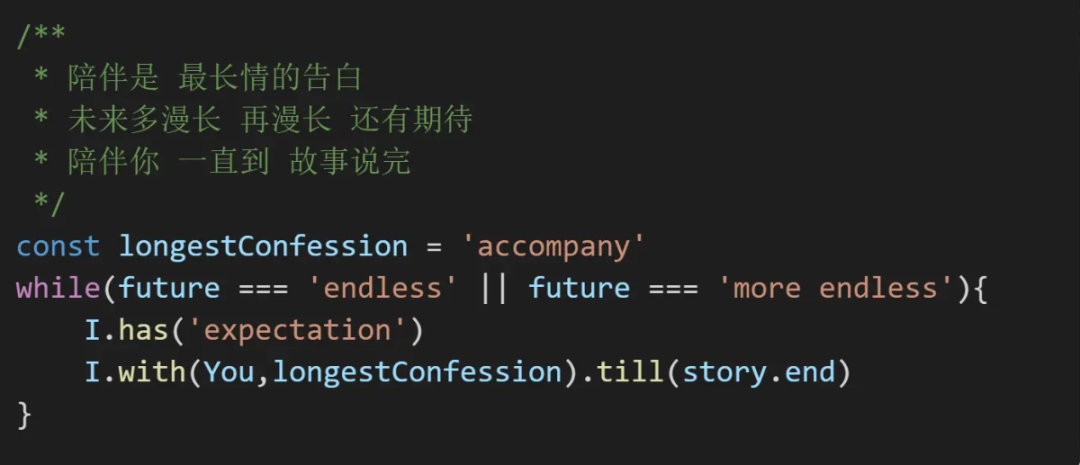 /**
 * 陪伴是 最长情的告白
 * 未来多漫长 再漫长 还有期待
 * 陪伴你 一直到 故事说完
 */
const longestConfession = 'accompany'
while(future === 'endless' || future === 'more endless'){
    I.has('expectation')
    I.with(You,longestConfession).till(story.end)
}